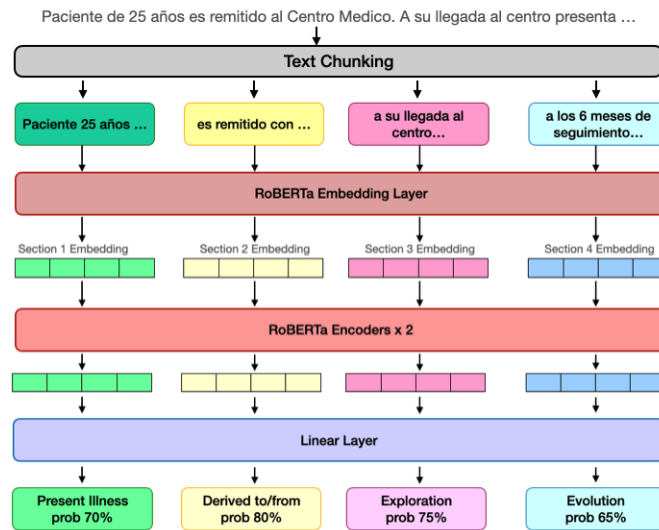 Paciente de 25 años es remitido al Centro Medico. A su llegada al centro presenta ...
Text Chunking
Paciente 25 años ...
es remitido con ...
a su llegada al
centro...
a los 6 meses de
seguimiento...
RoBERTa Embedding Layer
Section 1 Embedding
Section 2 Embedding
Section 3 Embedding
Section 4 Embedding
RoBERTa Encoders x 2
Linear Layer
Present Illness
prob 70%
Derived to/from
prob 80%
Exploration
prob 75%
Evolution
prob 65%